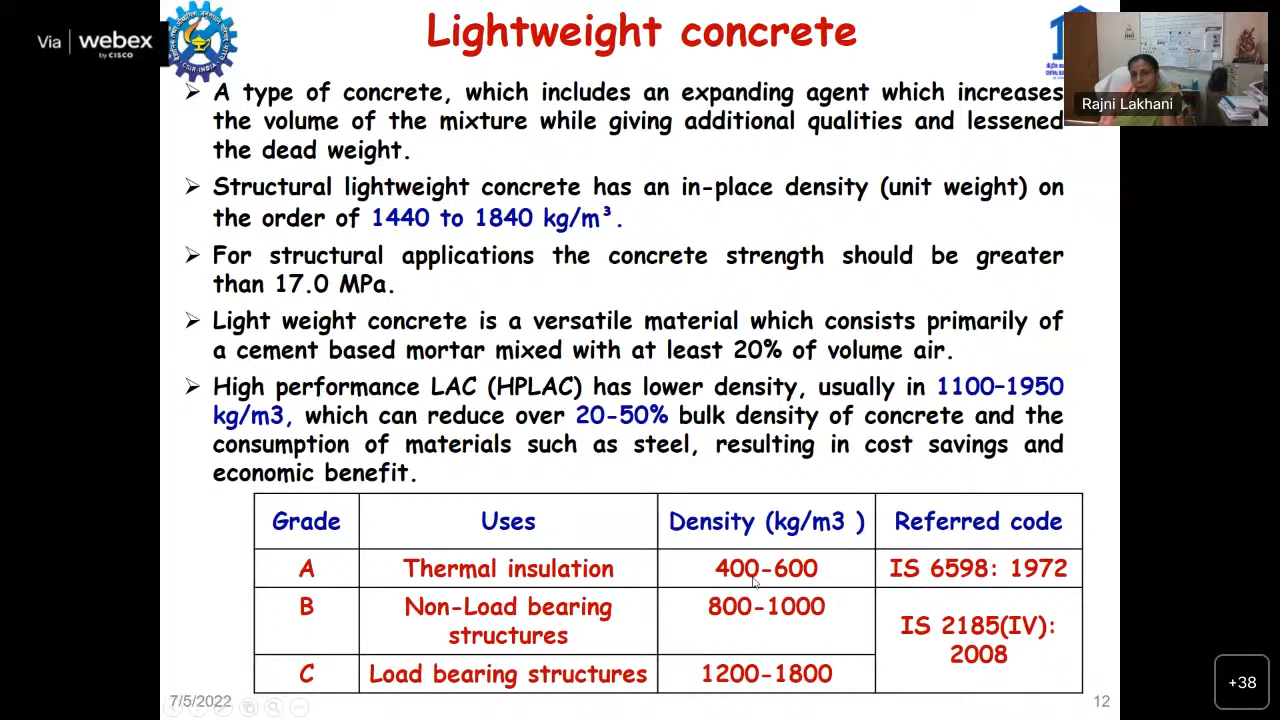 Via webex
by CISCO
CSIR-INDIA
Lightweight concrete
Rajni Lakhani
➢ A type of concrete, which includes an expanding agent which increases
the volume of the mixture while giving additional qualities and lessened
the dead weight.
➢ Structural lightweight concrete has an in-place density (unit weight) on
the order of 1440 to 1840 kg/m³.
➢ For structural applications the concrete strength should be greater
than 17.0 MPa.
➢ Light weight concrete is a versatile material which consists primarily of
a cement based mortar mixed with at least 20% of volume air.
➢ High performance LAC (HPLAC) has lower density, usually in 1100–1950
kg/m3, which can reduce over 20-50% bulk density of concrete and the
consumption of materials such as steel, resulting in cost savings and
economic benefit.
Grade Uses Density (kg/m3 ) Referred code
A Thermal insulation 400-600 IS 6598: 1972
B Non-Load bearing structures 800-1000 IS 2185(IV): 2008
C Load bearing structures 1200-1800
7/5/2022
12
+38